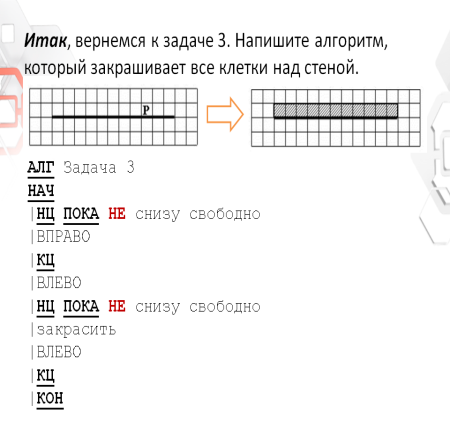 Итак, вернемся к задаче 3. Напишите алгоритм,
который закрашивает все клетки над стеной.
Р
АЛГ Задача 3
НАЧ
|НЦ ПОКА НЕ снизу свободно
|ВПРАВО
|КЦ
|ВЛЕВО
|НЦ ПОКА НЕ снизу свободно
|закрасить
|ВЛЕВО
|КЦ
|КОН